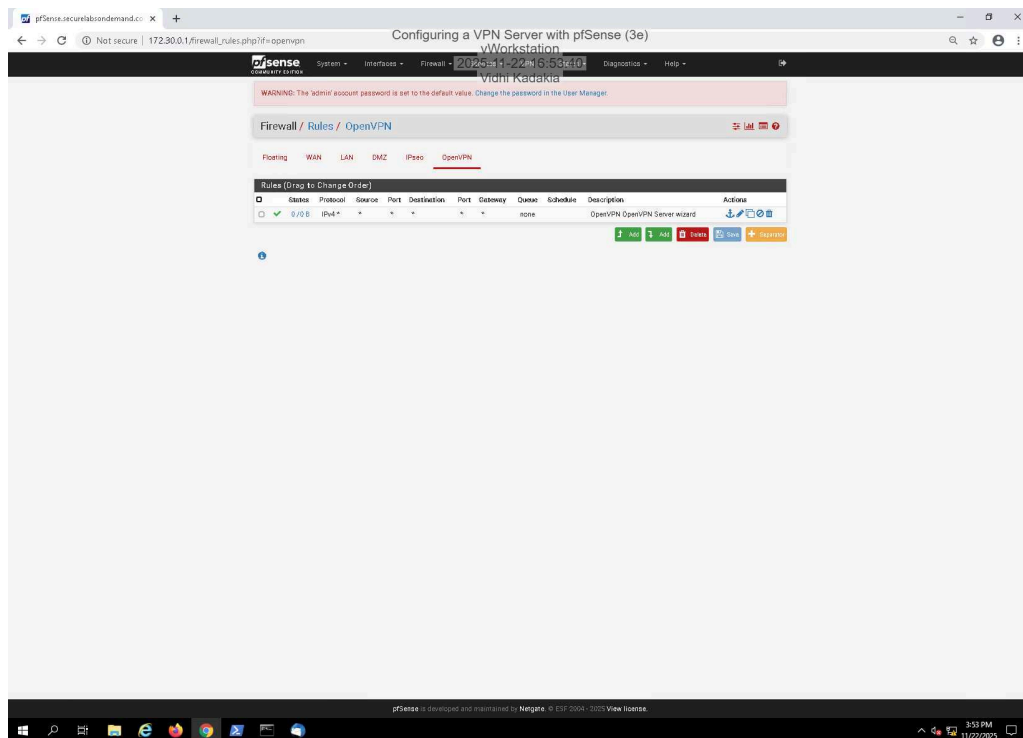 pfSense.securelabsondemand.co
Not secure | 172.30.0.1/firewall_rules.php?if=openvpn
Configuring a VPN Server with pfSense (3e)
vWorkstation
2025-11-22 16:53:40
Vidhi Kadakia
pfsense
COMMUNITY EDITION
System Interfaces Firewall Diagnostics Help
WARNING: The 'admin' account password is set to the default value. Change the password in the User Manager.
Firewall / Rules / OpenVPN
Floating WAN LAN DMZ IPsec OpenVPN
Rules (Drag to Change Order)
States Protocol Source Port Destination Port Gateway Queue Schedule Description Actions
0 / 0 B IPv4 * * * * * * none OpenVPN OpenVPN Server wizard
Add Add Delete Save Separator
pfSense is developed and maintained by Netgate. © ESF 2004 - 2025 View license.
3:53 PM
11/22/2025